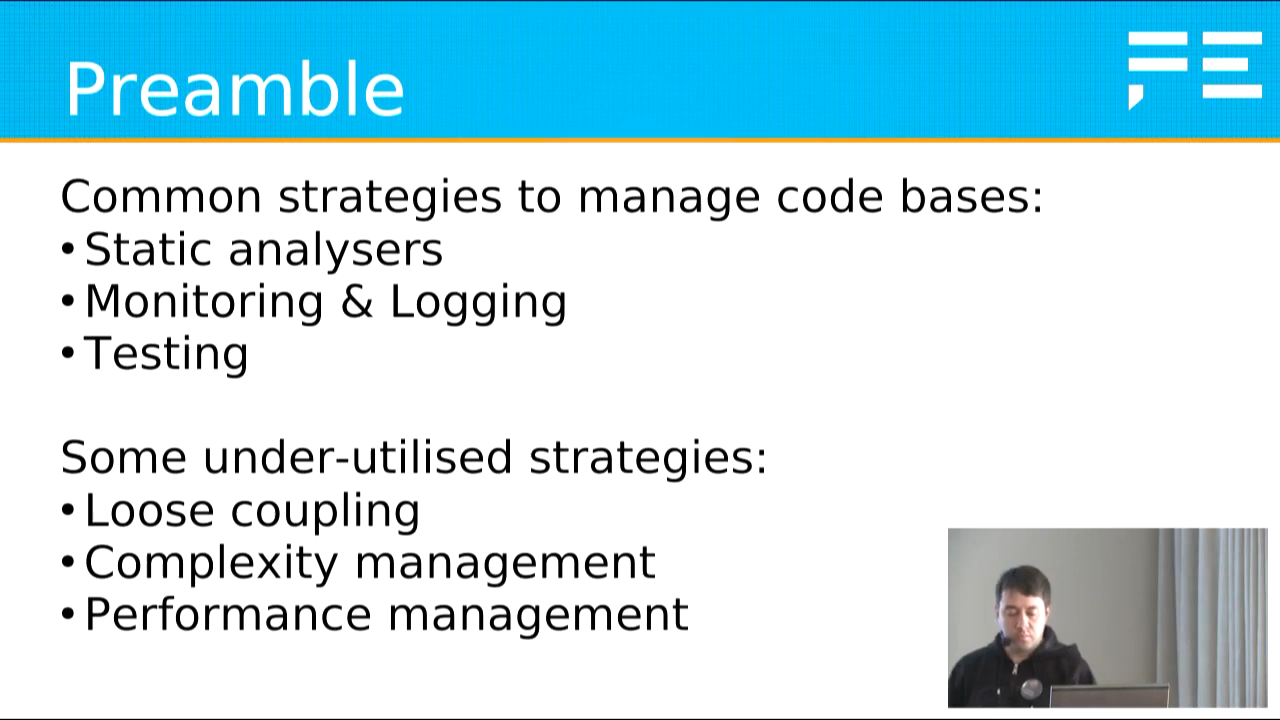 Preamble
Common strategies to manage code bases:
• Static analysers
• Monitoring & Logging
• Testing
Some under-utilised strategies:
• Loose coupling
• Complexity management
• Performance management